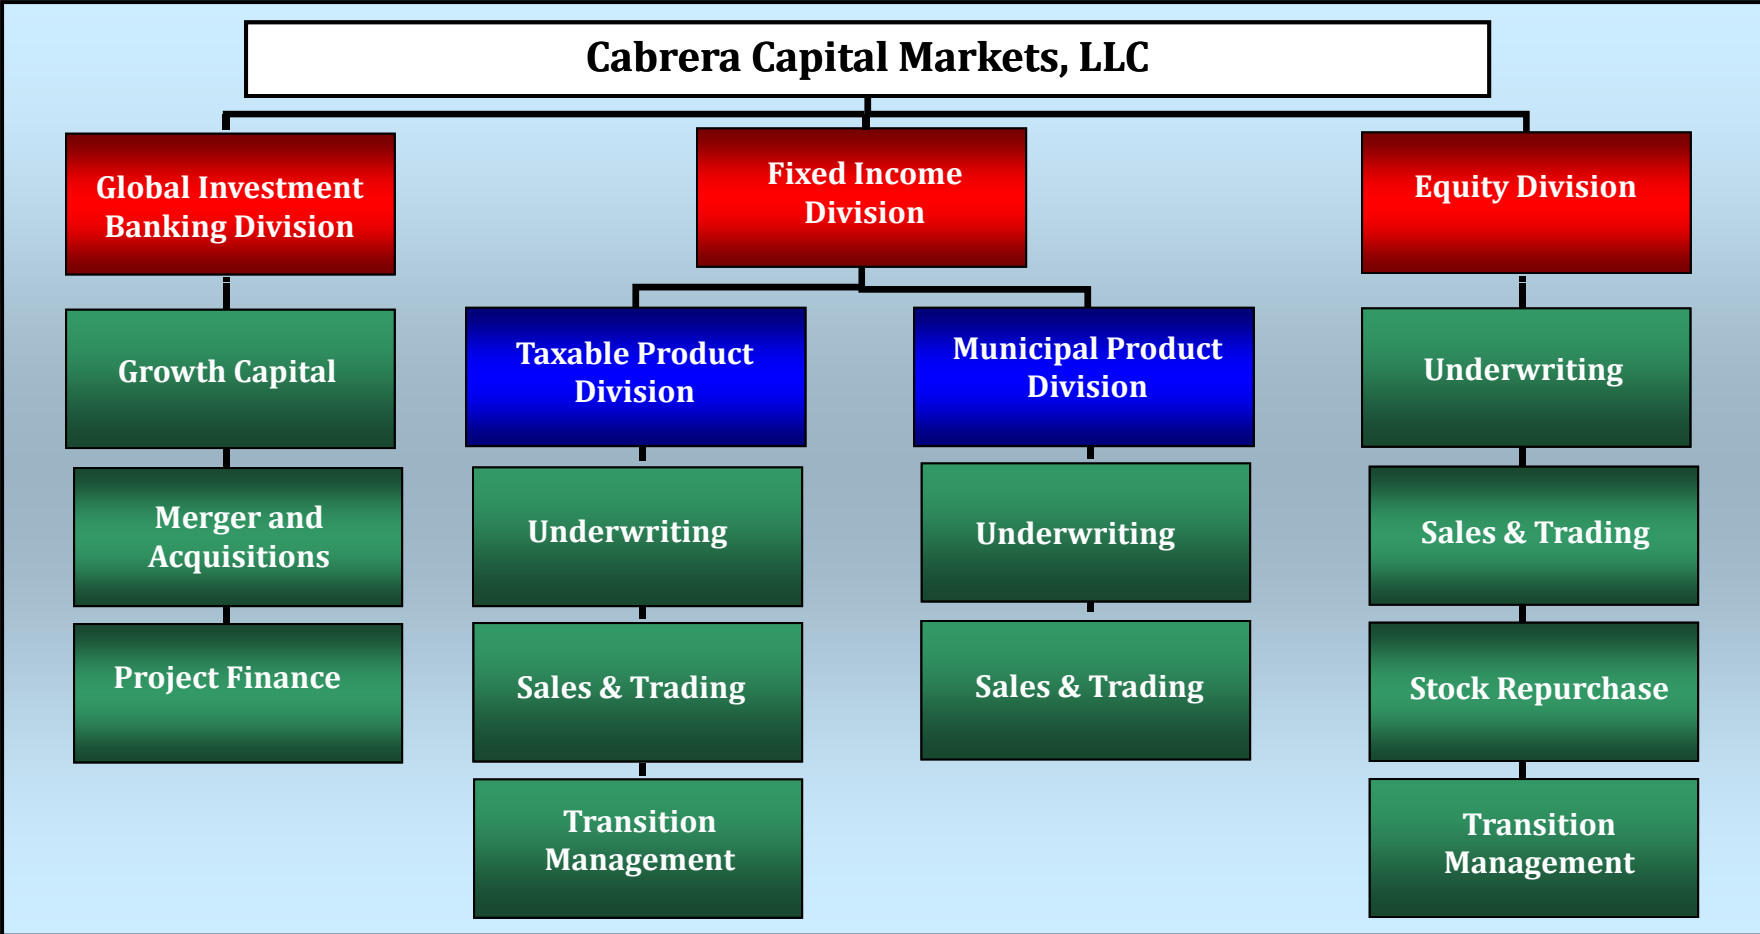 Cabrera Capital Markets, LLC
Global Investment
Banking Division
Fixed Income
Division
Equity Division
Growth Capital
Taxable Product
Division
Municipal Product
Division
Underwriting
Merger and
Acquisitions
Underwriting
Underwriting
Sales & Trading
Project Finance
Sales & Trading
Sales & Trading
Stock Repurchase
Transition
Management
Transition
Management